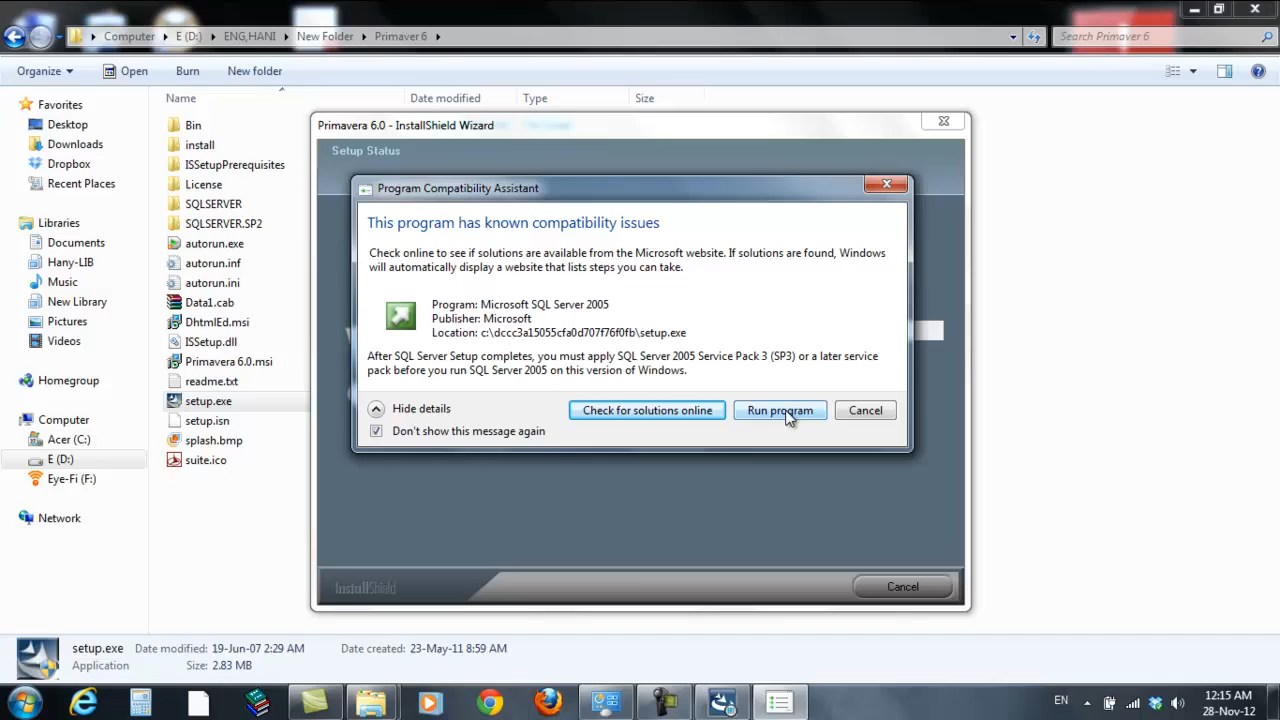 Computer
E (D:)
ENG,HANI
New Folder
Primaver 6
Search Primaver 6
Organize
Open
Burn
New folder
Favorites
Desktop
Downloads
Dropbox
Recent Places
Libraries
Documents
Hany-LIB
Music
New Library
Pictures
Videos
Homegroup
Computer
Acer (C:)
E (D:)
Eye-Fi (F:)
Network
Name
Date modified
Type
Size
Bin
install
ISSetupPrerequisites
License
SQLSERVER
SQLSERVER.SP2
autorun.exe
autorun.inf
autorun.ini
Data1.cab
DhtmlEd.msi
ISSetup.dll
Primavera 6.0.msi
readme.txt
setup.exe
setup.isn
splash.bmp
suite.ico
Primavera 6.0 - InstallShield Wizard
Setup Status
Program Compatibility Assistant
This program has known compatibility issues
Check online to see if solutions are available from the Microsoft website. If solutions are found, Windows
will automatically display a website that lists steps you can take.
Program: Microsoft SQL Server 2005
Publisher: Microsoft
Location: c:\dccc3a15055cfa0d707f76f0fb\setup.exe
After SQL Server Setup completes, you must apply SQL Server 2005 Service Pack 3 (SP3) or a later service
pack before you run SQL Server 2005 on this version of Windows.
Hide details
Check for solutions online
Run program
Cancel
Don't show this message again
InstallShield
Cancel
setup.exe
Date modified: 19-Jun-07 2:29 AM
Date created: 23-May-11 8:59 AM
Application
Size: 2.83 MB
EN
12:15 AM
28-Nov-12